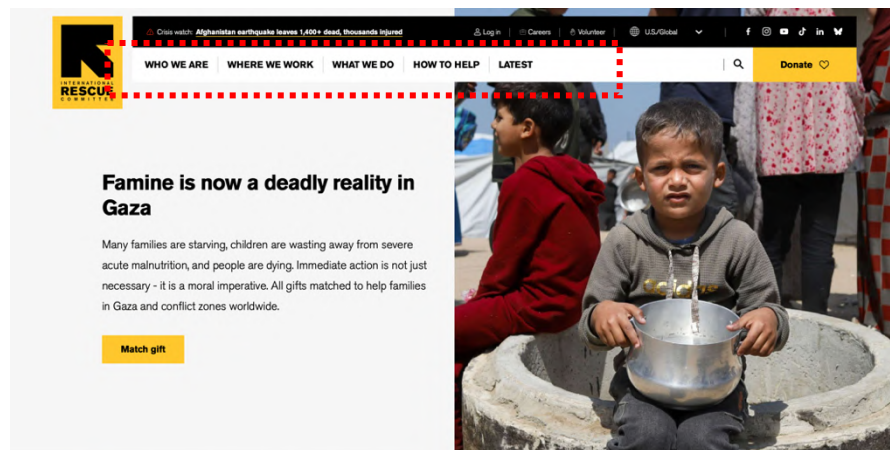 Crisis watch: Afghanistan earthquake leaves 1,400+ dead, thousands injured
Log in
Careers
Volunteer
U.S./Global
INTERNATIONAL
RESCUE
COMMITTEE
WHO WE ARE
WHERE WE WORK
WHAT WE DO
HOW TO HELP
LATEST
Donate
Famine is now a deadly reality in
Gaza
Many families are starving, children are wasting away from severe
acute malnutrition, and people are dying. Immediate action is not just
necessary - it is a moral imperative. All gifts matched to help families
in Gaza and conflict zones worldwide.
Match gift